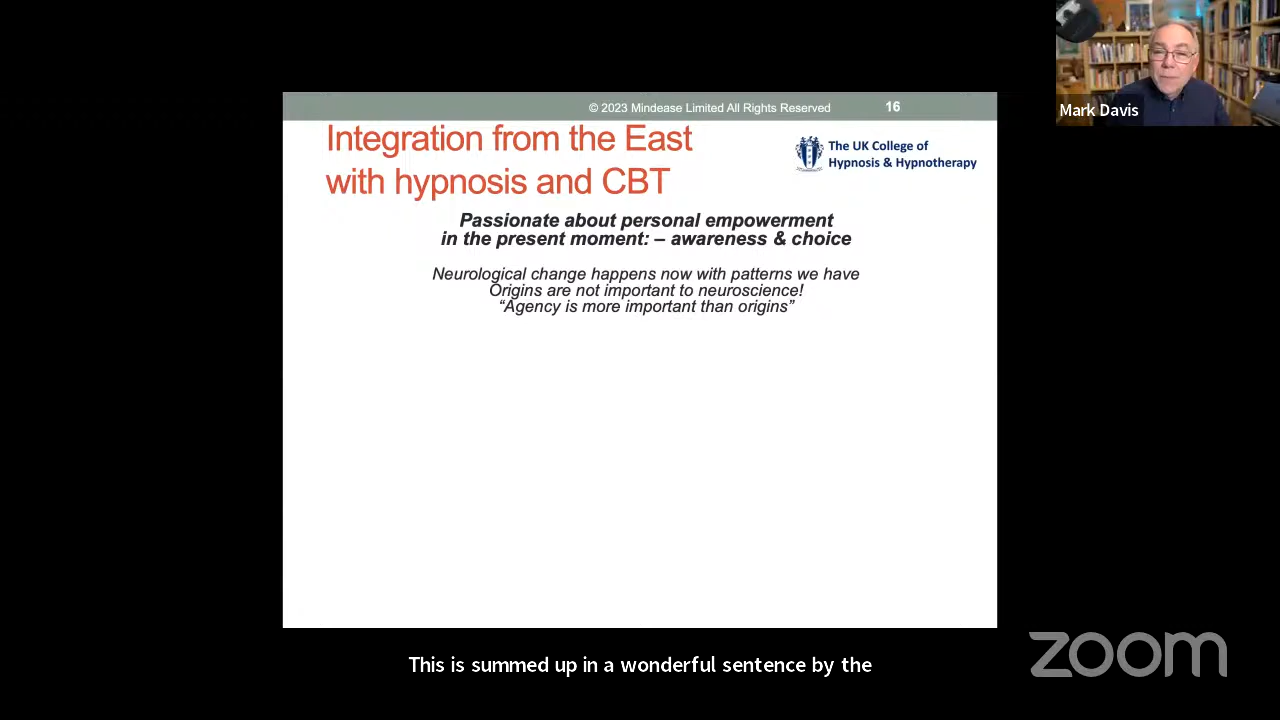 © 2023 Mindease Limited All Rights Reserved 16
Integration from the East
with hypnosis and CBT
The UK College of
Hypnosis & Hypnotherapy
Passionate about personal empowerment
in the present moment: – awareness & choice
Neurological change happens now with patterns we have
Origins are not important to neuroscience!
“Agency is more important than origins”
Mark Davis
This is summed up in a wonderful sentence by the
zoom